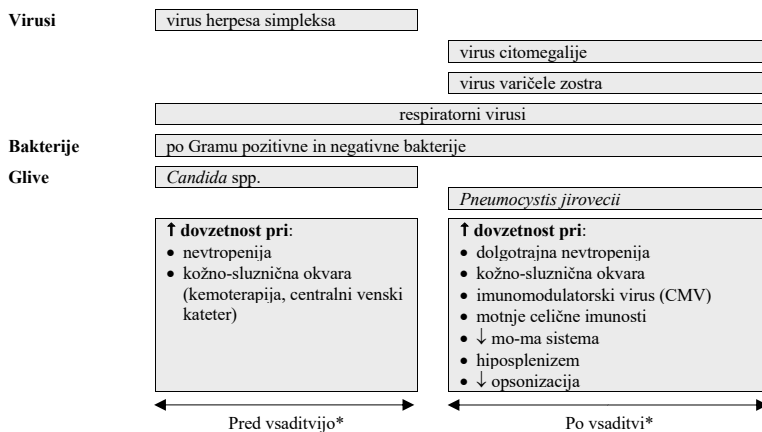 Virusi
virus herpesa simpleksa
virus citomegalije
virus varičele zostra
respiratorni virusi
Bakterije
po Gramu pozitivne in negativne bakterije
Glive
Candida spp.
Pneumocystis jirovecii
↑ dovzetnost pri:
• nevtropenija
• kožno-sluznična okvara
(kemoterapija, centralni venski
kateter)
↑ dovzetnost pri:
• dolgotrajna nevtropenija
• kožno-sluznična okvara
• imunomodulatorski virus (CMV)
• motnje celične imunosti
• ↓ mo-ma sistema
• hiposplenizem
• ↓ opsonizacija
Pred vsaditvijo*
Po vsaditvi*